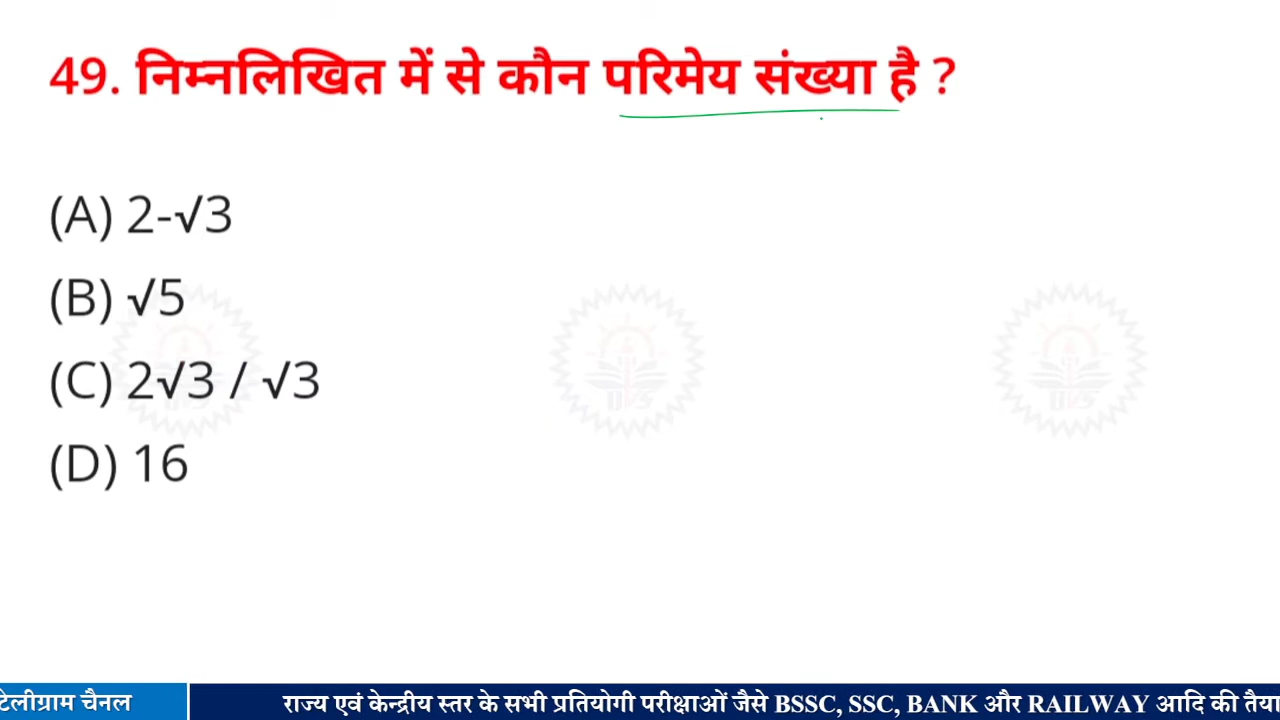 49. निम्नलिखित में से कौन परिमेय संख्या है ?
(A) 2-√3
(B) √5
(C) 2√3 / √3
(D) 16
टेलीग्राम चैनल
राज्य एवं केन्द्रीय स्तर के सभी प्रतियोगी परीक्षाओं जैसे BSSC, SSC, BANK और RAILWAY आदि की